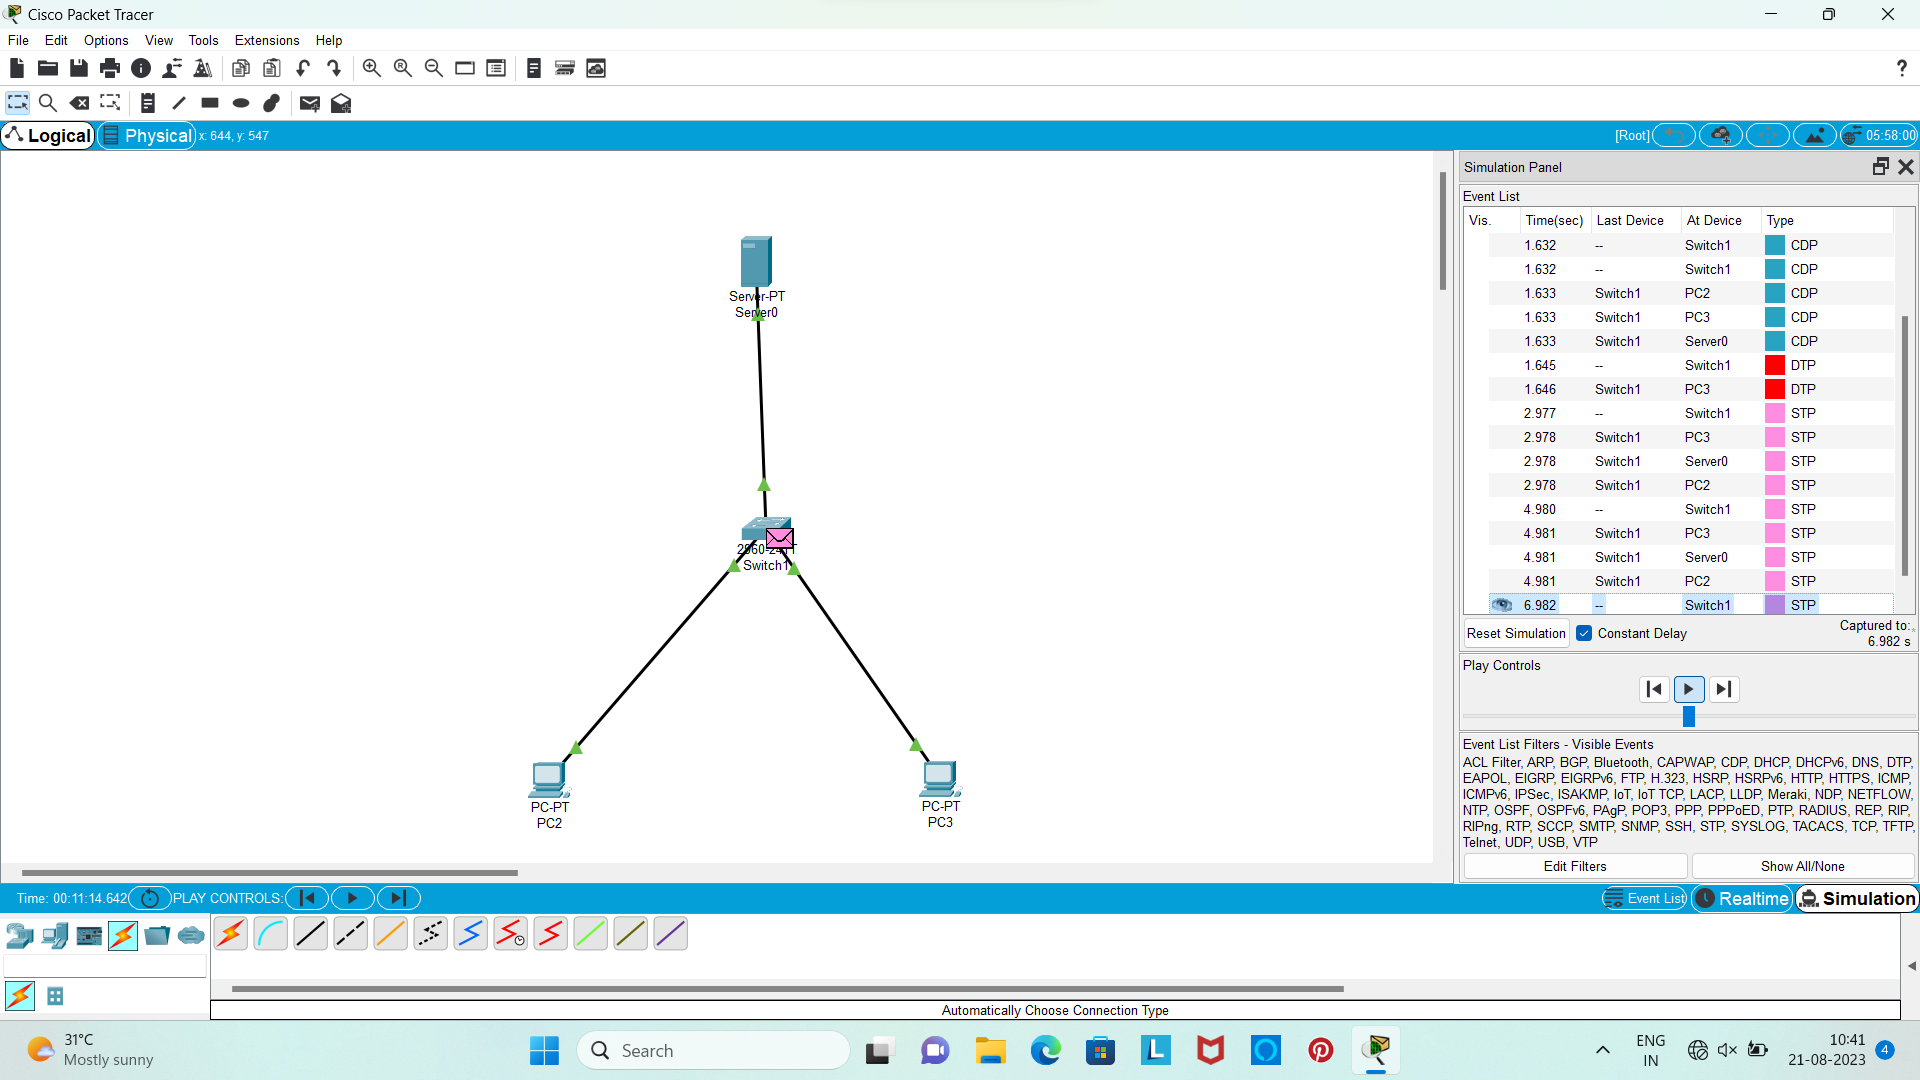 Cisco Packet Tracer
File Edit Options View Tools Extensions Help
?
Logical Physical x: 644, y: 547 [Root] 05:58:00
Simulation Panel
Event List
Vis. Time(sec) Last Device At Device Type
1.632 -- Switch1 CDP
1.632 -- Switch1 CDP
1.633 Switch1 PC2 CDP
1.633 Switch1 PC3 CDP
1.633 Switch1 Server0 CDP
1.645 -- Switch1 DTP
1.646 Switch1 PC3 DTP
2.977 -- Switch1 STP
2.978 Switch1 PC3 STP
2.978 Switch1 Server0 STP
2.978 Switch1 PC2 STP
4.980 -- Switch1 STP
4.981 Switch1 PC3 STP
4.981 Switch1 Server0 STP
4.981 Switch1 PC2 STP
6.982 -- Switch1 STP
Reset Simulation Constant Delay Captured to:
6.982 s
Play Controls
Event List Filters - Visible Events
ACL Filter, ARP, BGP, Bluetooth, CAPWAP, CDP, DHCP, DHCPv6, DNS, DTP,
EAPOL, EIGRP, EIGRPv6, FTP, H.323, HSRP, HSRPv6, HTTP, HTTPS, ICMP,
ICMPv6, IPSec, ISAKMP, IoT, IoT TCP, LACP, LLDP, Meraki, NDP, NETFLOW,
NTP, OSPF, OSPFv6, PAgP, POP3, PPP, PPPoED, PTP, RADIUS, REP, RIP,
RIPng, RTP, SCCP, SMTP, SNMP, SSH, STP, SYSLOG, TACACS, TCP, TFTP,
Telnet, UDP, USB, VTP
Edit Filters Show All/None
Server-PT
Server0
Switch1
PC-PT
PC2
PC-PT
PC3
Time: 00:11:14.642 PLAY CONTROLS: Event List Realtime Simulation
Automatically Choose Connection Type
31°C
Mostly sunny
Search
L
ENG
IN
10:41
21-08-2023
4